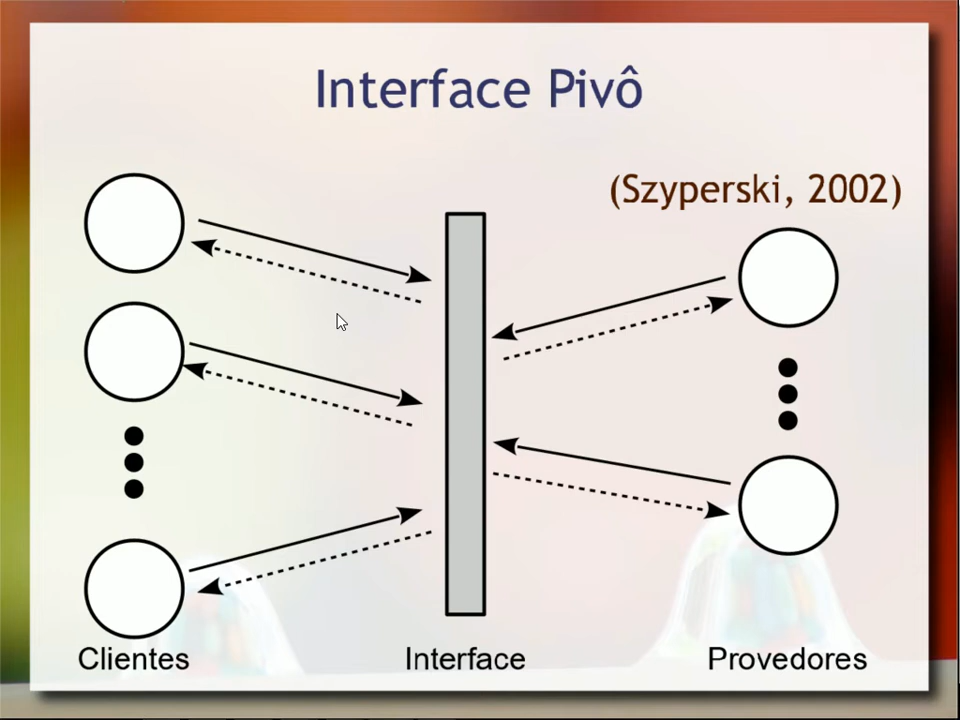 Interface Pivô
(Szyperski, 2002)
Clientes
Interface
Provedores